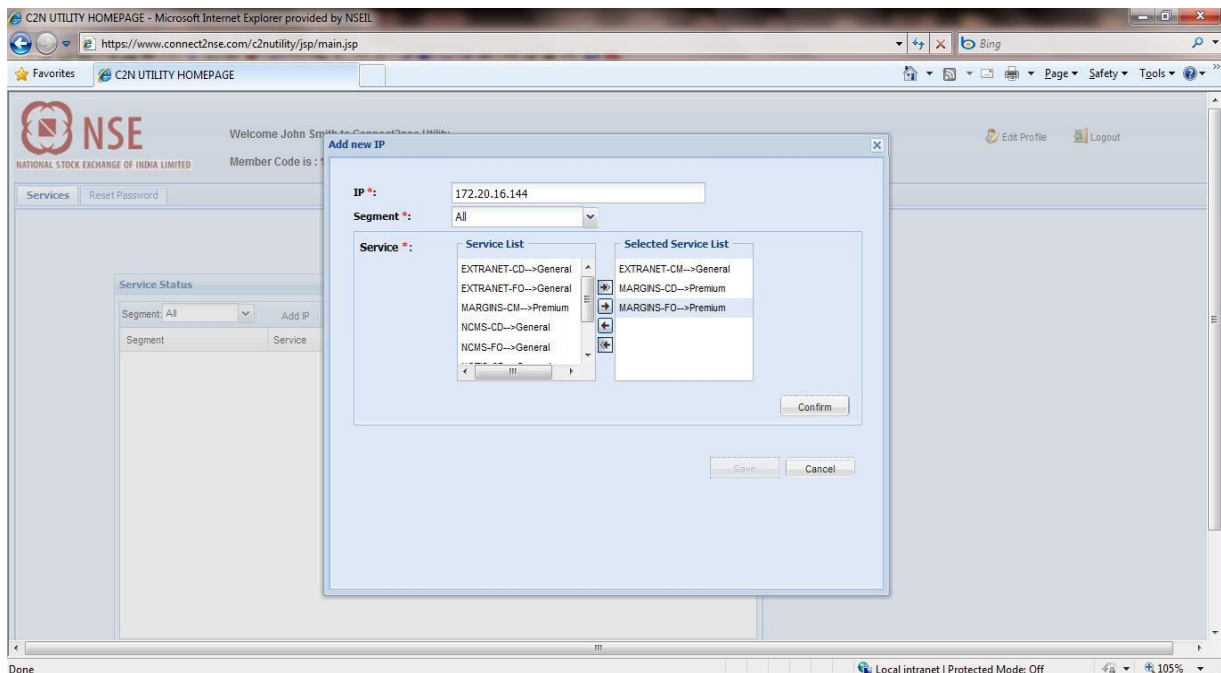 C2N UTILITY HOMEPAGE - Microsoft Internet Explorer provided by NSEIL
https://www.connect2nse.com/c2nutility/jsp/main.jsp
Bing
Favorites
C2N UTILITY HOMEPAGE
Page
Safety
Tools
NSE
NATIONAL STOCK EXCHANGE OF INDIA LIMITED
Welcome John Smith to Connect2nse Utility
Member Code is :
Edit Profile
Logout
Services
Reset Password
Service Status
Segment: All
Add IP
Segment
Service
Add new IP
IP *:
172.20.16.144
Segment *:
All
Service *:
Service List
EXTRANET-CD-->General
EXTRANET-FO-->General
MARGINS-CM-->Premium
NCMS-CD-->General
NCMS-FO-->General
Selected Service List
EXTRANET-CM-->General
MARGINS-CD-->Premium
MARGINS-FO-->Premium
Confirm
Save
Cancel
Done
Local intranet | Protected Mode: Off
105%